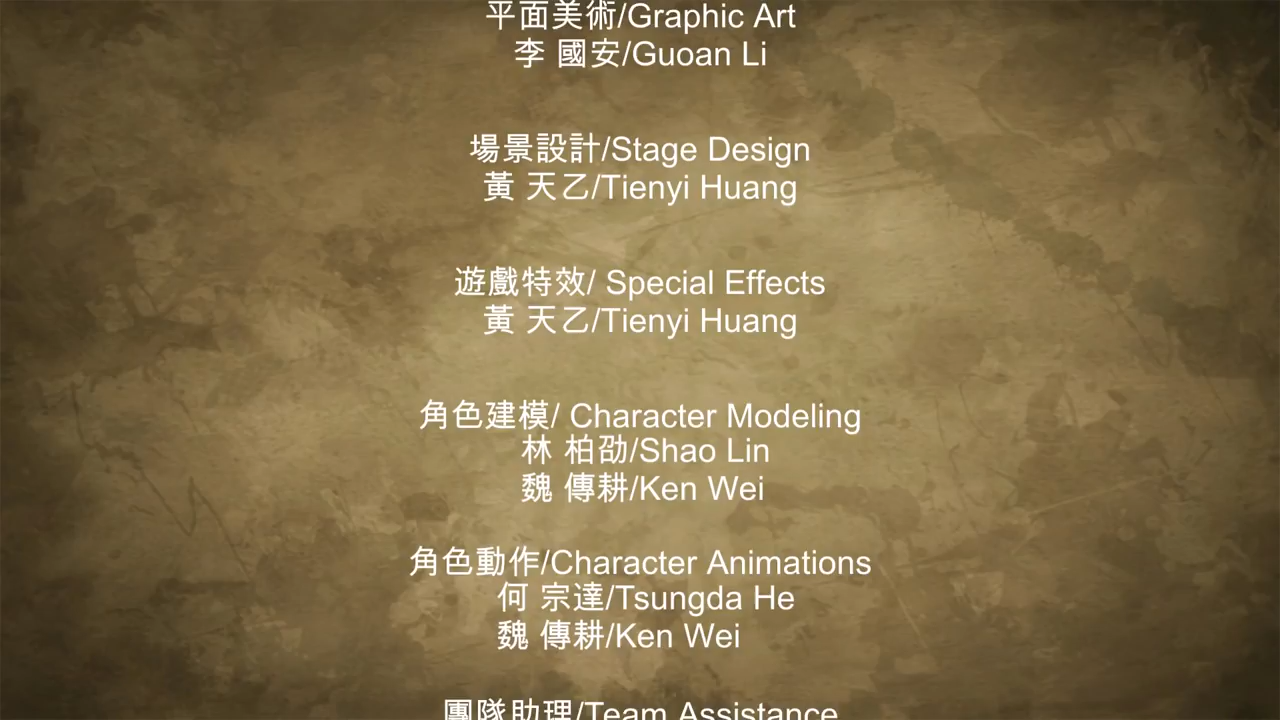 平面美術/Graphic Art
李 國安/Guoan Li
場景設計/Stage Design
黃 天乙/Tienyi Huang
遊戲特效/ Special Effects
黃 天乙/Tienyi Huang
角色建模/ Character Modeling
林 柏劭/Shao Lin
魏 傳耕/Ken Wei
角色動作/Character Animations
何 宗達/Tsungda He
魏 傳耕/Ken Wei
團隊助理/Team Assistance